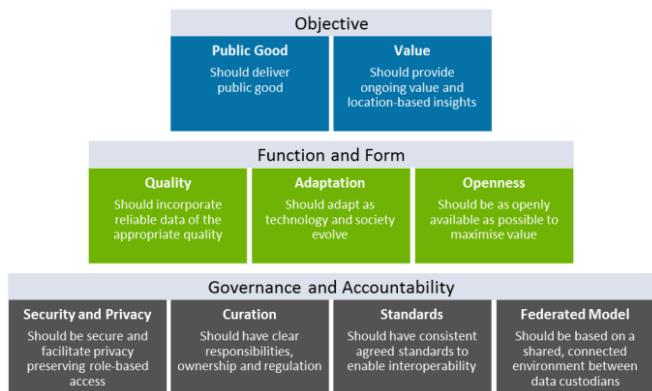 Objective
Public Good
Should deliver
public good
Value
Should provide
ongoing value and
location-based insights
Function and Form
Quality
Should incorporate
reliable data of the
appropriate quality
Adaptation
Should adapt as
technology and society
evolve
Openness
Should be as openly
available as possible to
maximise value
Governance and Accountability
Security and Privacy
Should be secure and
facilitate privacy
preserving role-based
access
Curation
Should have clear
responsibilities,
ownership and regulation
Standards
Should have consistent
agreed standards to
enable interoperability
Federated Model
Should be based on a
shared, connected
environment between
data custodians